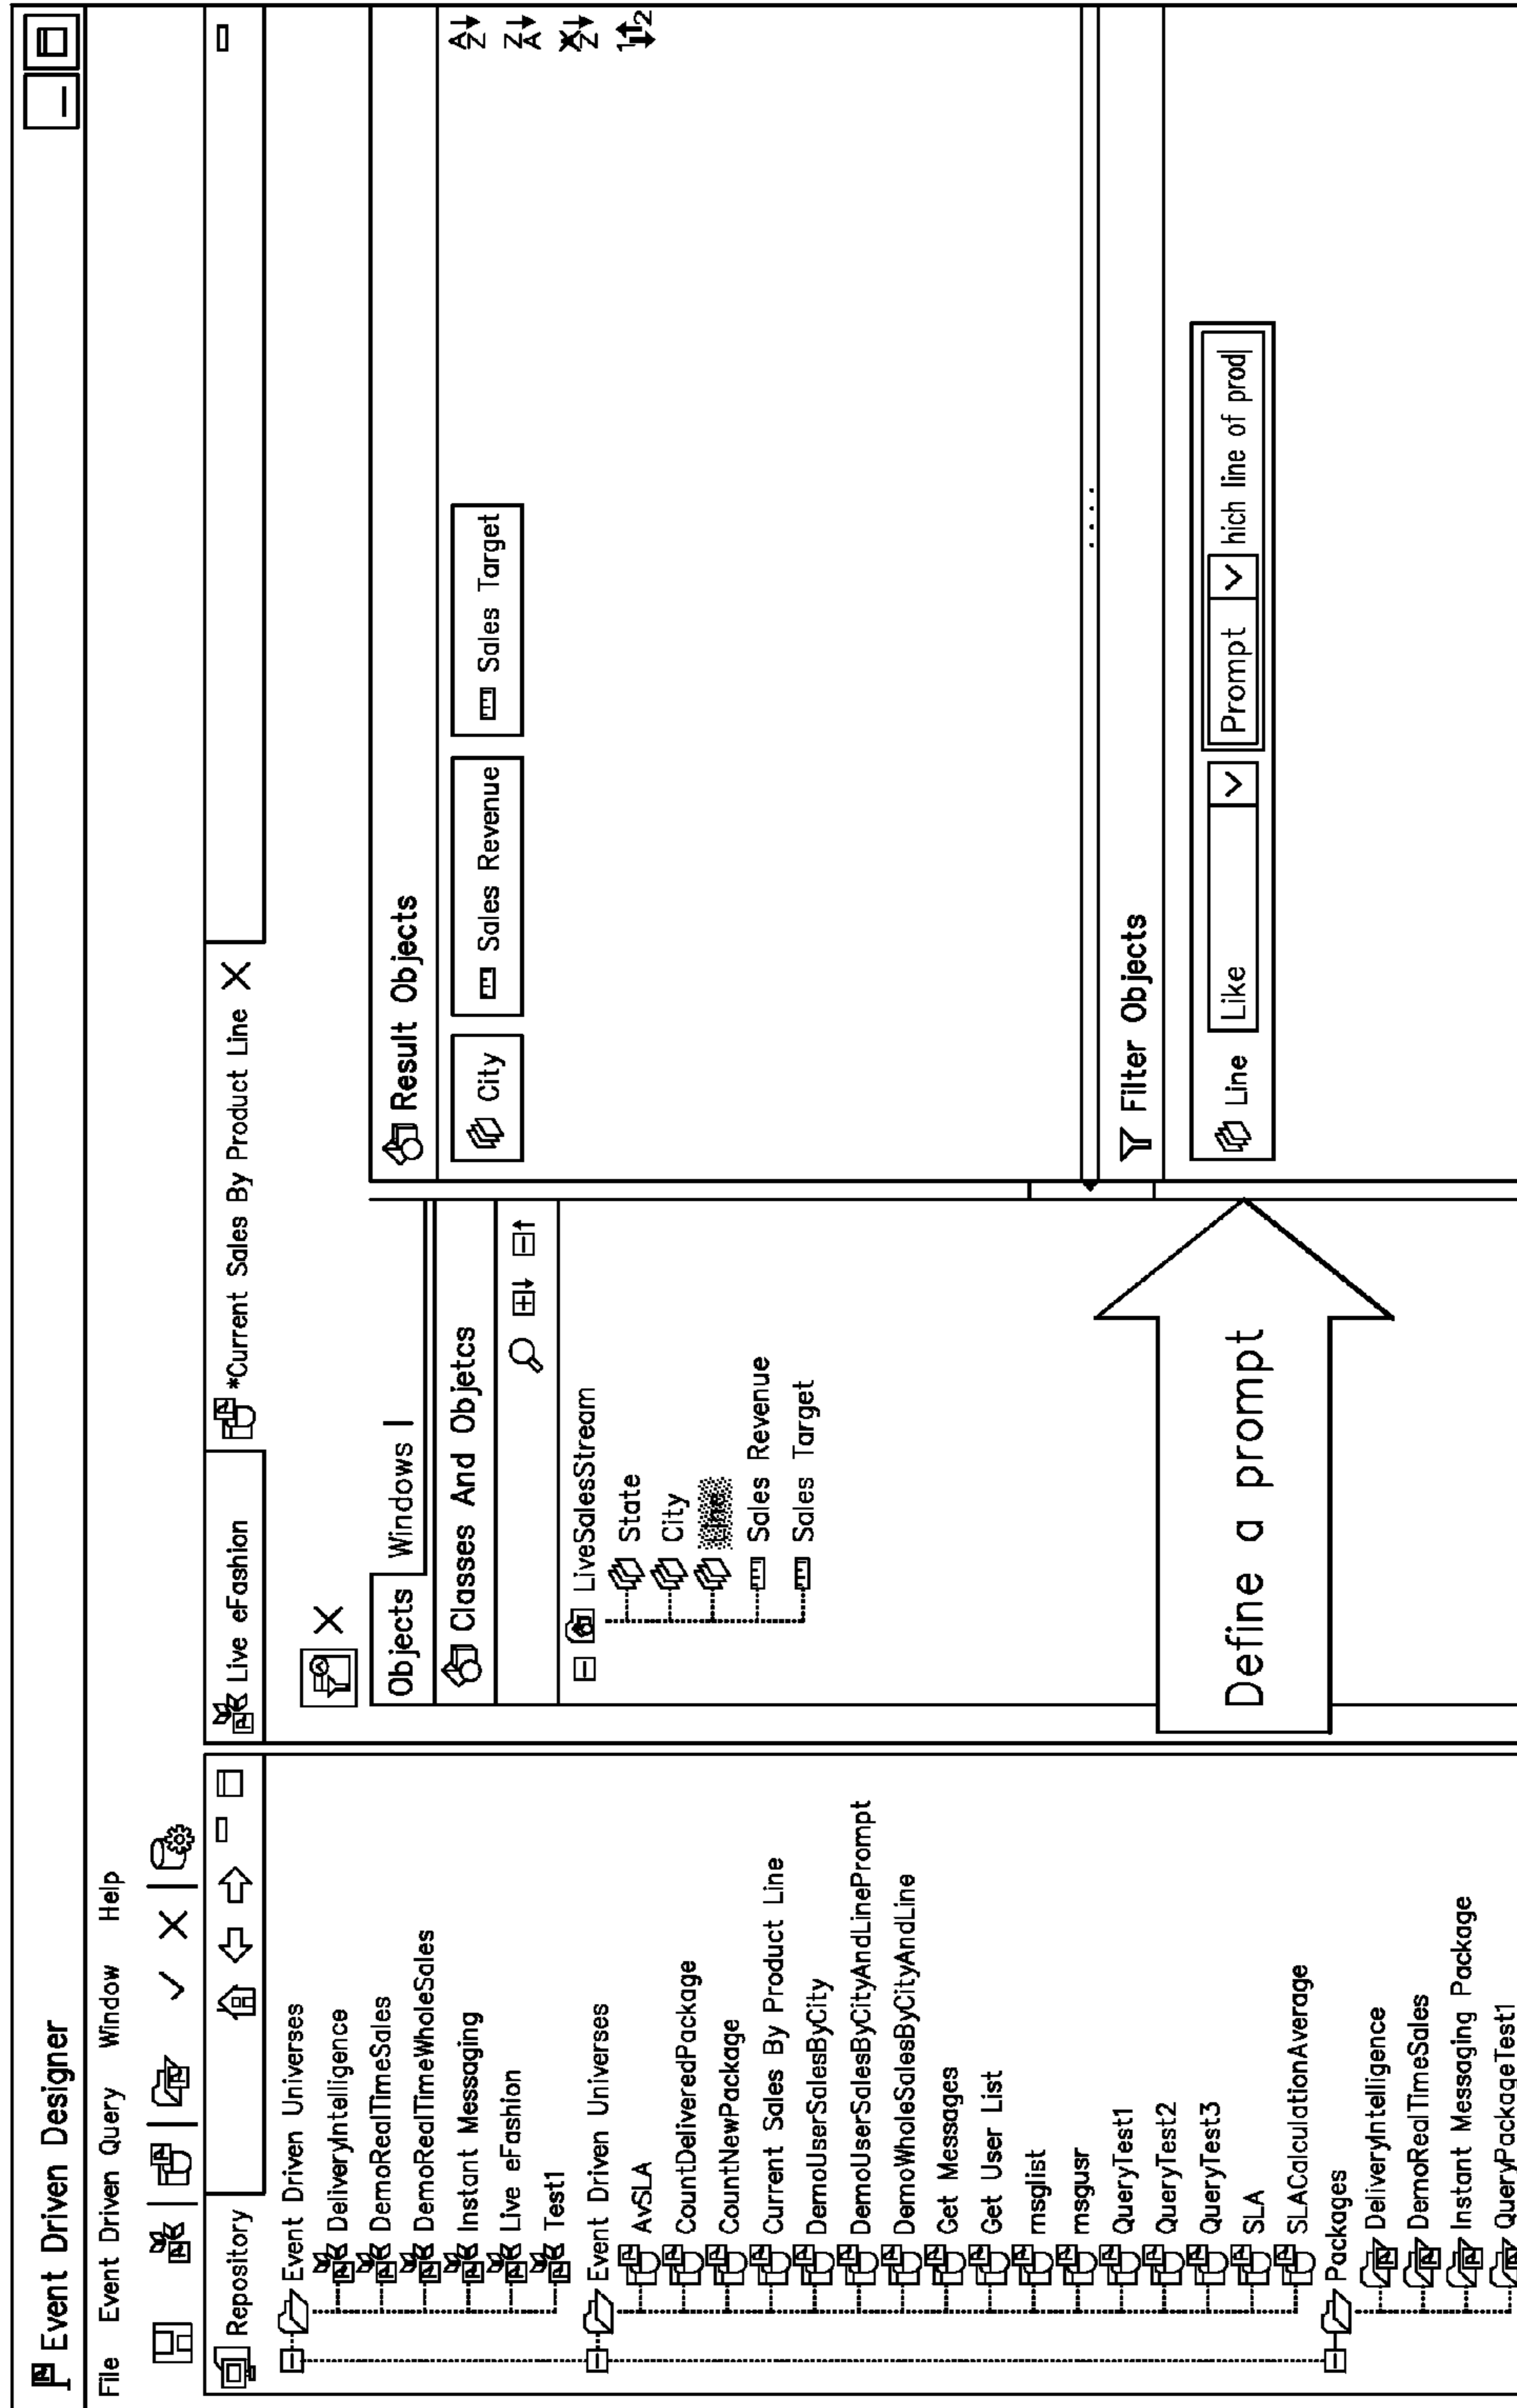 Event Driven Designer
File Event Driven Query Window Help
Repository
Event Driven Universes
DeliveryIntelligence
DemoRealTimeSales
DemoRealTimeWholeSales
Instant Messaging
Live eFashion
Test1
Event Driven Universes
AvSLA
CountDeliveredPackage
CountNewPackage
Current Sales By Product Line
DemoUserSalesByCity
DemoUserSalesByCityAndLinePrompt
DemoWholeSalesByCityAndLine
Get Messages
Get User List
msglist
msgusr
QueryTest1
QueryTest2
QueryTest3
SLA
SLACalculationAverage
Packages
DeliveryIntelligence
DemoRealTimeSales
Instant Messaging Package
QueryPackageTest1
Live eFashion
*Current Sales By Product Line
Objects Windows
Classes And Objetcs
LiveSalesStream
State
City
Line
Sales Revenue
Sales Target
Define a prompt
Result Objects
City
Sales Revenue
Sales Target
A
Z
Z
A
X
Z
1 2
Filter Objects
Line Like Prompt hich line of prod